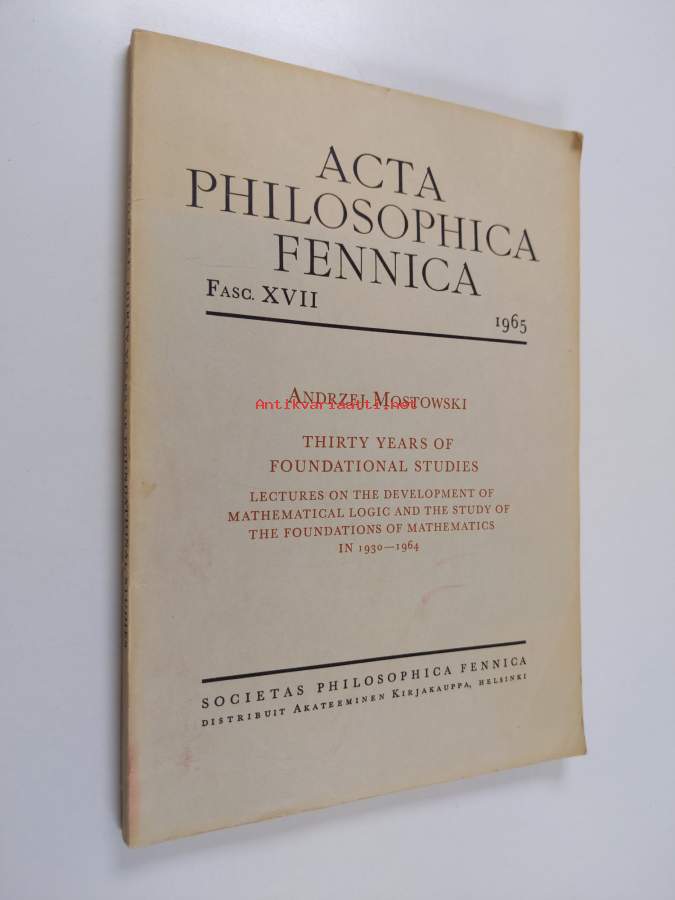 ACTA
PHILOSOPHICA
FENNICA
FASC. XVII
1965
ANDRZEJ MOSTOWSKI
Antikvariaatti.net
THIRTY YEARS OF
FOUNDATIONAL STUDIES
LECTURES ON THE DEVELOPMENT OF
MATHEMATICAL LOGIC AND THE STUDY OF
THE FOUNDATIONS OF MATHEMATICS
IN 1930—1964
SOCIETAS PHILOSOPHICA FENNICA
DISTRIBUIT AKATEEMINEN KIRJAKAUPPA, HELSINKI